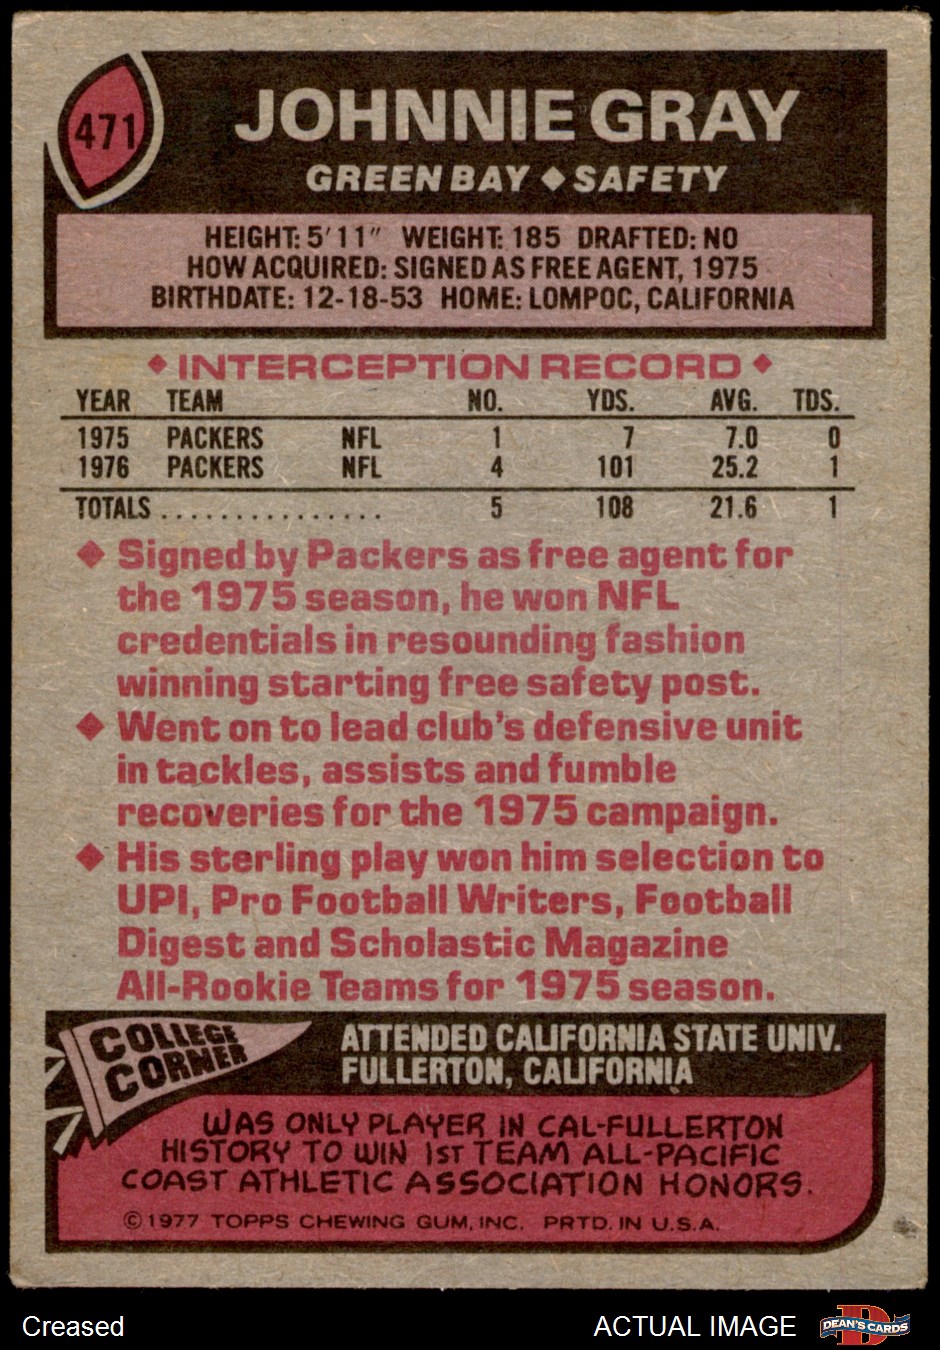 471
JOHNNIE GRAY
GREEN BAY ◆ SAFETY
HEIGHT: 5'11" WEIGHT: 185 DRAFTED: NO
HOW ACQUIRED: SIGNED AS FREE AGENT, 1975
BIRTHDATE: 12-18-53 HOME: LOMPOC, CALIFORNIA
◆ INTERCEPTION RECORD ◆
YEAR TEAM NO. YDS. AVG. TDS.
1975 PACKERS NFL 1 7 7.0 0
1976 PACKERS NFL 4 101 25.2 1
TOTALS ............... 5 108 21.6 1
◆ Signed by Packers as free agent for
the 1975 season, he won NFL
credentials in resounding fashion
winning starting free safety post.
◆ Went on to lead club's defensive unit
in tackles, assists and fumble
recoveries for the 1975 campaign.
◆ His sterling play won him selection to
UPI, Pro Football Writers, Football
Digest and Scholastic Magazine
All-Rookie Teams for 1975 season.
COLLEGE
CORNER
ATTENDED CALIFORNIA STATE UNIV.
FULLERTON, CALIFORNIA
WAS ONLY PLAYER IN CAL-FULLERTON
HISTORY TO WIN 1ST TEAM ALL-PACIFIC
COAST ATHLETIC ASSOCIATION HONORS.
©1977 TOPPS CHEWING GUM, INC. PRTD. IN U.S.A.
Creased
ACTUAL IMAGE
D
DEAN'S CARDS